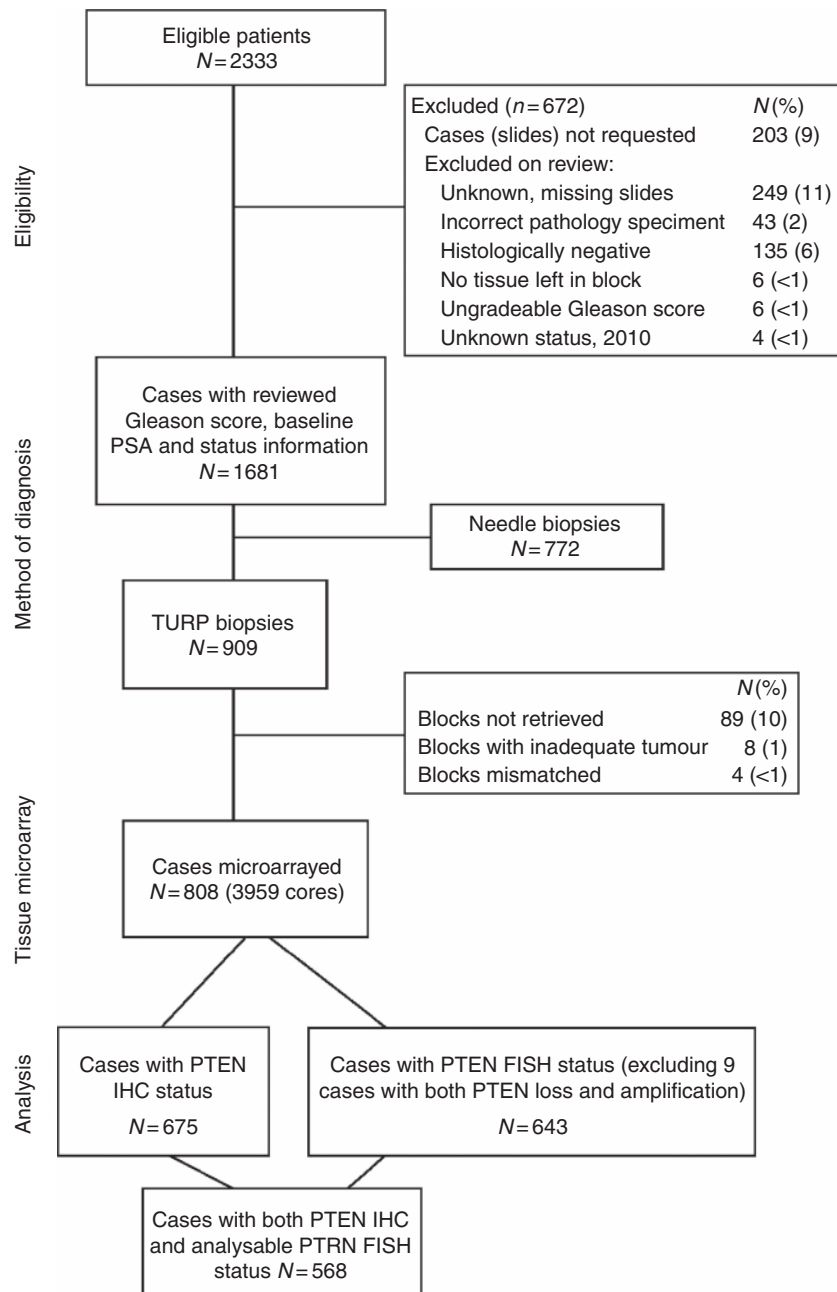 Eligible patients
N=2333
Excluded (n=672) N(%)
Cases (slides) not requested 203 (9)
Excluded on review:
Unknown, missing slides 249 (11)
Incorrect pathology speciment 43 (2)
Histologically negative 135 (6)
No tissue left in block 6 (<1)
Ungradeable Gleason score 6 (<1)
Unknown status, 2010 4 (<1)
Eligibility
Cases with reviewed
Gleason score, baseline
PSA and status information
N=1681
Method of diagnosis
Needle biopsies
N=772
TURP biopsies
N=909
N(%)
Blocks not retrieved 89 (10)
Blocks with inadequate tumour 8 (1)
Blocks mismatched 4 (<1)
Tissue microarray
Cases microarrayed
N=808 (3959 cores)
Analysis
Cases with PTEN
IHC status
N=675
Cases with PTEN FISH status (excluding 9
cases with both PTEN loss and amplification)
N=643
Cases with both PTEN IHC
and analysable PTRN FISH
status N=568